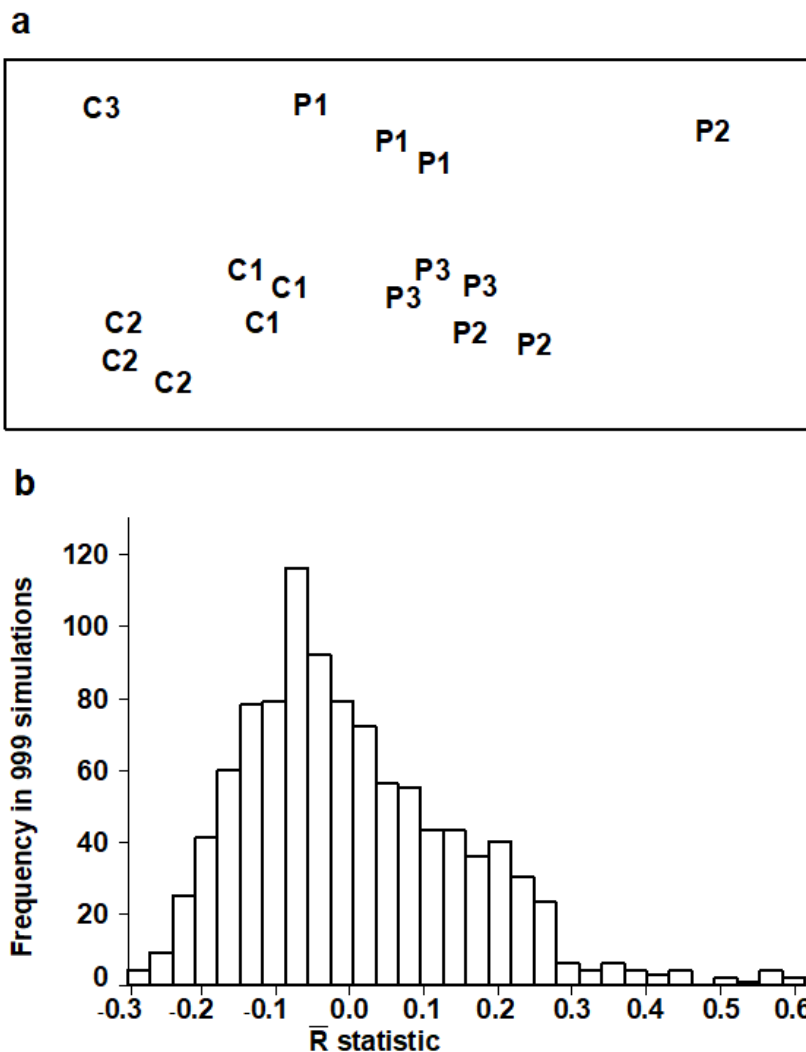 a
C3 P1 P1 P1 P2
C1 C1 P3 P3 P3
C2 C1 P2 P2
C2 C2
b
Frequency in 999 simulations
120
100
80
60
40
20
0
-0.3 -0.2 -0.1 0.0 0.1 0.2 0.3 0.4 0.5 0.6
R̅ statistic